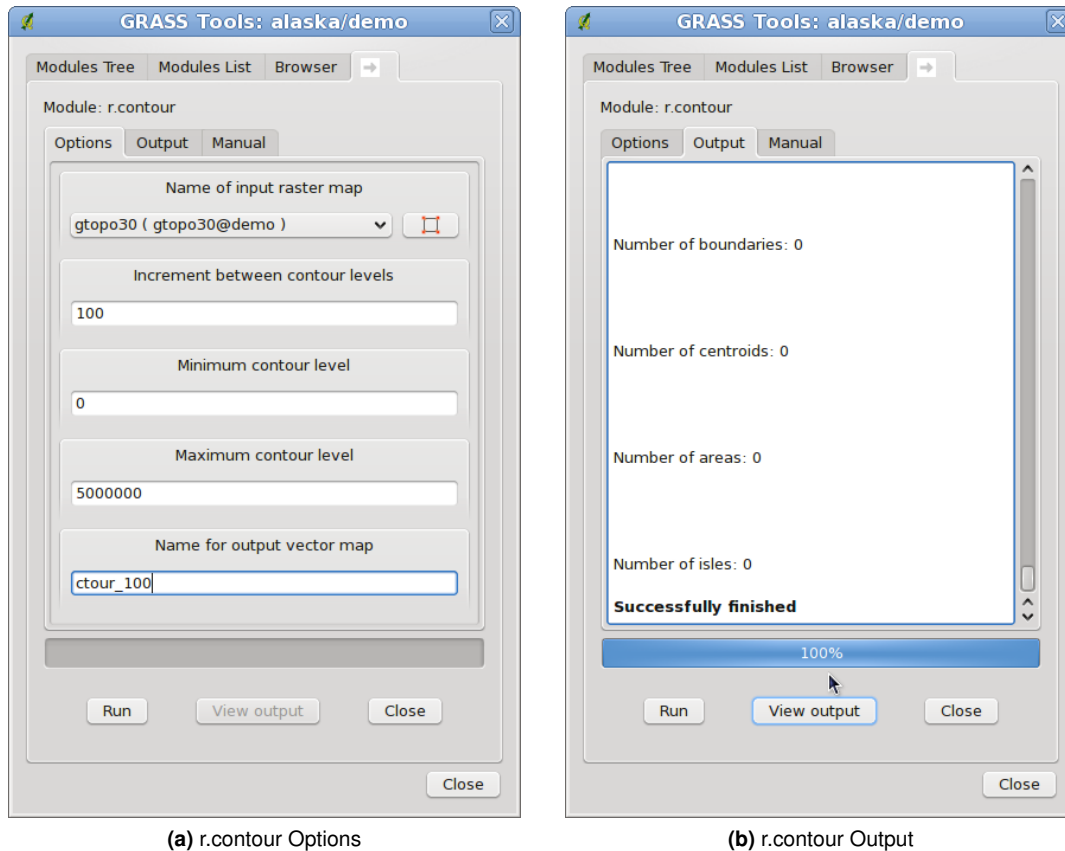 GRASS Tools: alaska/demo
Modules Tree Modules List Browser
Module: r.contour
Options Output Manual
Name of input raster map
gtopo30 ( gtopo30@demo )
Increment between contour levels
100
Minimum contour level
0
Maximum contour level
5000000
Name for output vector map
ctour_100
Run View output Close
Close
(a) r.contour Options
GRASS Tools: alaska/demo
Modules Tree Modules List Browser
Module: r.contour
Options Output Manual
Number of boundaries: 0
Number of centroids: 0
Number of areas: 0
Number of isles: 0
Successfully finished
100%
Run View output Close
Close
(b) r.contour Output